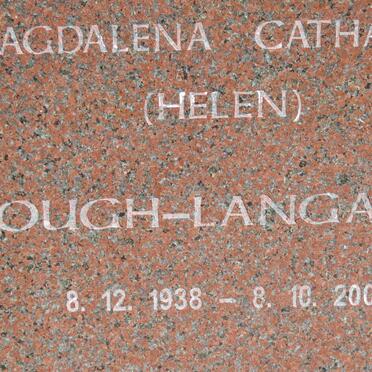 AGDALENA CATHA
(HELEN)
OUGH-LANGA
8. 12. 1938 - 8. 10. 200